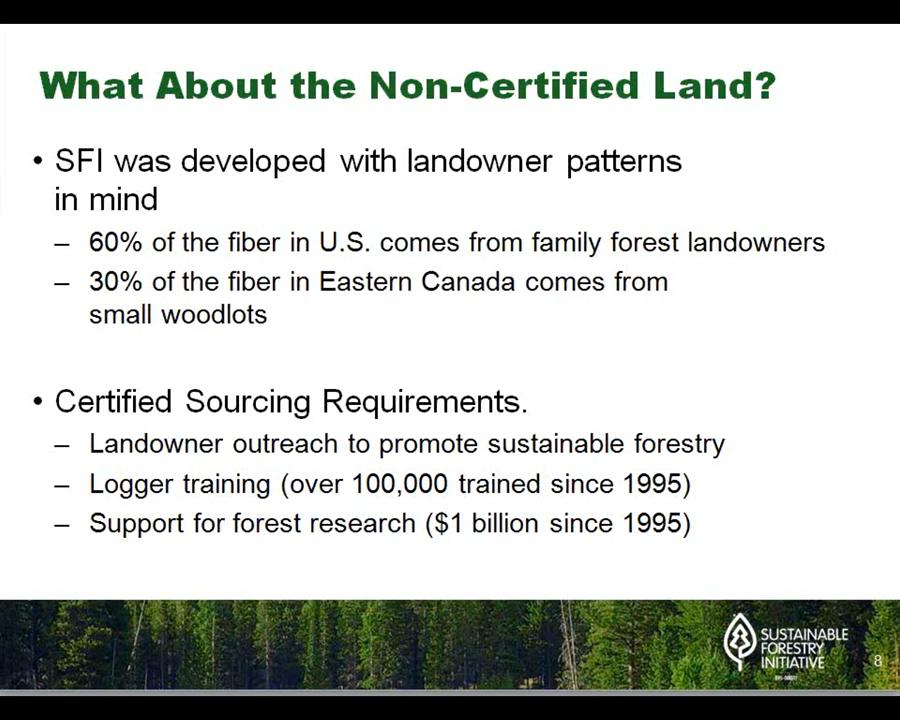 What About the Non-Certified Land?
• SFI was developed with landowner patterns
in mind
– 60% of the fiber in U.S. comes from family forest landowners
– 30% of the fiber in Eastern Canada comes from
small woodlots
• Certified Sourcing Requirements.
– Landowner outreach to promote sustainable forestry
– Logger training (over 100,000 trained since 1995)
– Support for forest research ($1 billion since 1995)
SUSTAINABLE
FORESTRY
INITIATIVE
8